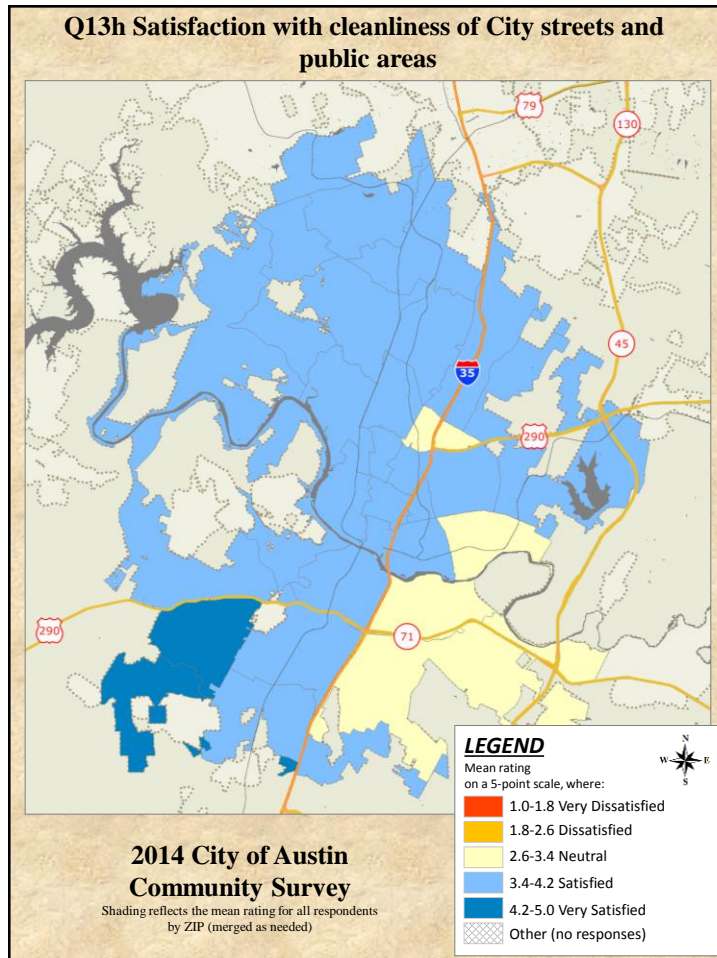 Q13h Satisfaction with cleanliness of City streets and
public areas
79
130
45
35
290
290
71
LEGEND
N
W E
S
Mean rating
on a 5-point scale, where:
1.0-1.8 Very Dissatisfied
1.8-2.6 Dissatisfied
2.6-3.4 Neutral
3.4-4.2 Satisfied
4.2-5.0 Very Satisfied
Other (no responses)
2014 City of Austin
Community Survey
Shading reflects the mean rating for all respondents
by ZIP (merged as needed)